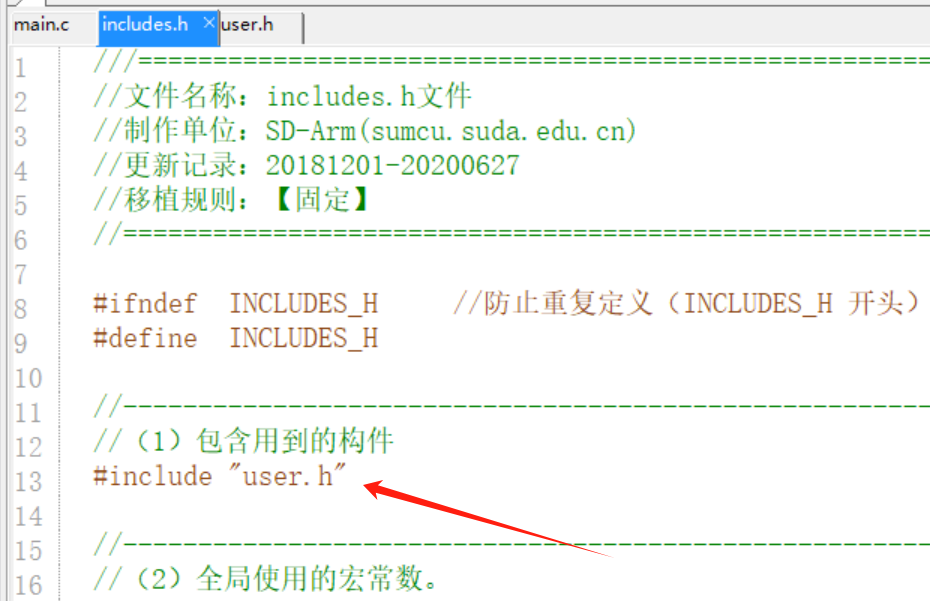 main.c includes.h × user.h
1 ///=====================================================
2 //文件名称：includes.h文件
3 //制作单位：SD-Arm(sumcu.suda.edu.cn)
4 //更新记录：20181201-20200627
5 //移植规则：【固定】
6 //======================================================
7
8 #ifndef INCLUDES_H //防止重复定义（INCLUDES_H 开头）
9 #define INCLUDES_H
10
11 //------------------------------------------------------
12 //（1）包含用到的构件
13 #include "user.h"
14
15 //------------------------------------------------------
16 //（2）全局使用的宏常数。